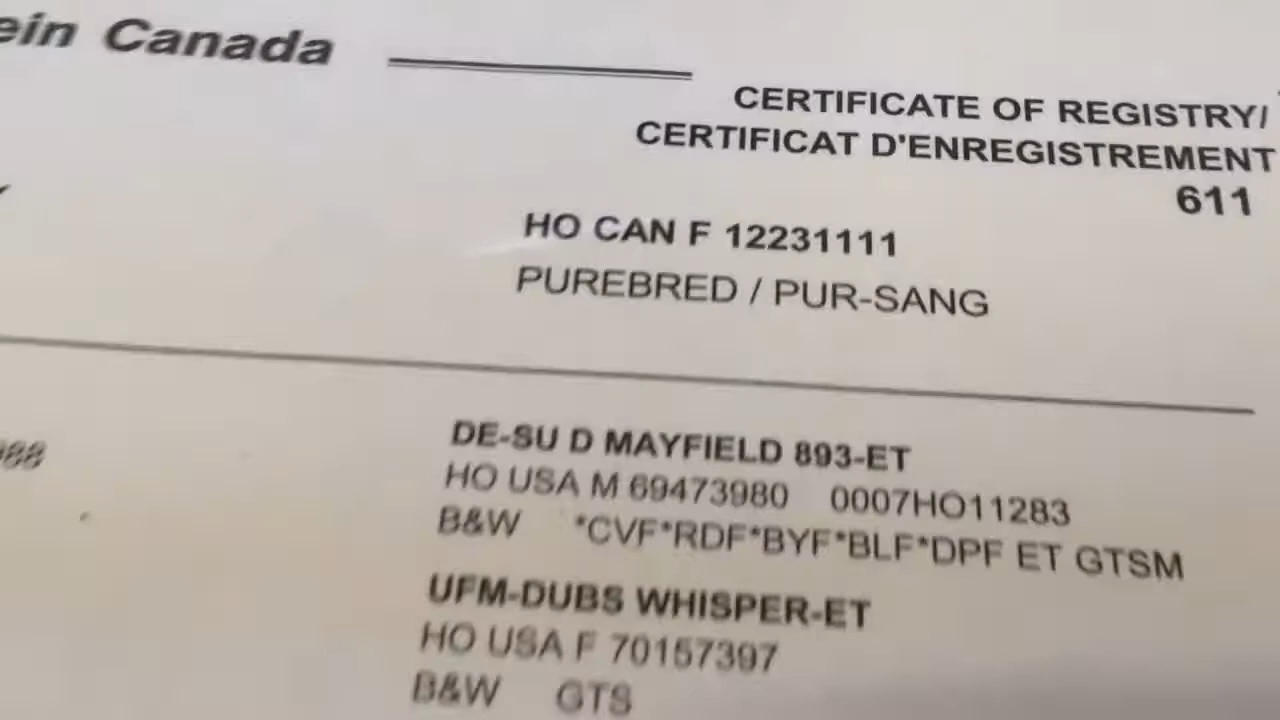 ein Canada
CERTIFICATE OF REGISTRY/
CERTIFICAT D'ENREGISTREMENT
611
HO CAN F 12231111
PUREBRED / PUR-SANG
988
DE-SU D MAYFIELD 893-ET
HO USA M 69473980 0007HO11283
B&W *CVF*RDF*BYF*BLF*DPF ET GTSM
UFM-DUBS WHISPER-ET
HO USA F 70157397
B&W GTS